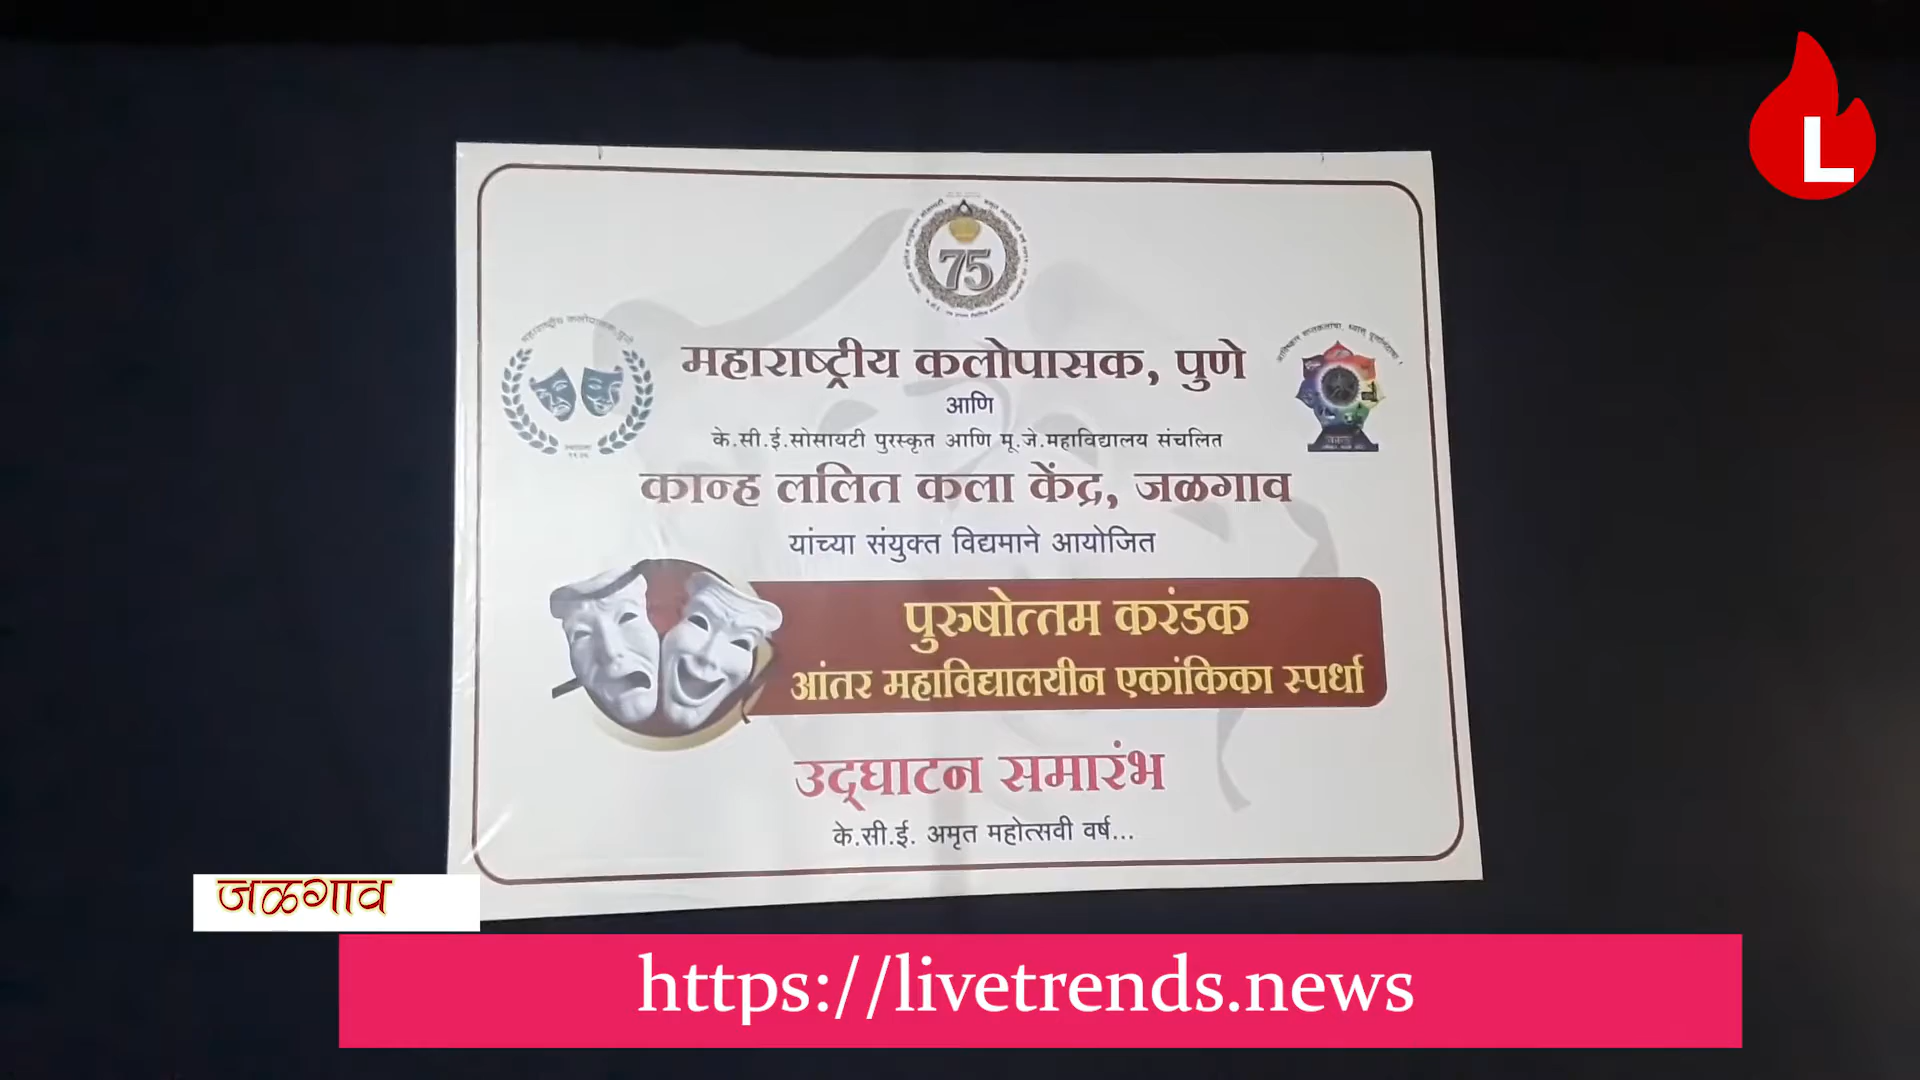 75
महाराष्ट्रीय कलोपासक, पुणे
आणि
के.सी.ई.सोसायटी पुरस्कृत आणि मू.जे.महाविद्यालय संचलित
कान्ह ललित कला केंद्र, जळगाव
यांच्या संयुक्त विद्यमाने आयोजित
पुरुषोत्तम करंडक
आंतर महाविद्यालयीन एकांकिका स्पर्धा
उद्‌घाटन समारंभ
के.सी.ई. अमृत महोत्सवी वर्ष...
L
जळगाव
https://livetrends.news